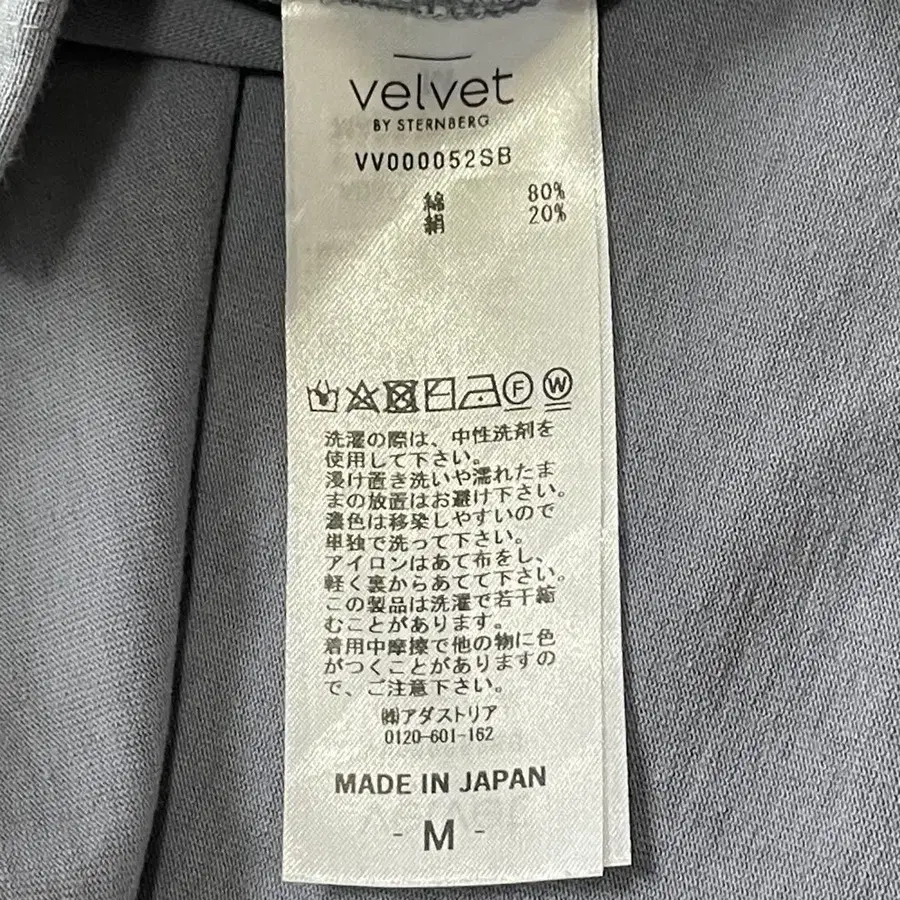 velvet
BY STERNBERG
VV000052SB
綿 80%
絹 20%
F W
洗濯の際は、中性洗剤を
使用して下さい。
浸け置き洗いや濡れたま
まの放置はお避け下さい。
濃色は移染しやすいので
単独で洗って下さい。
アイロンはあて布をし、
軽く裏からあてて下さい。
この製品は洗濯で若干縮
むことがあります。
着用中摩擦で他の物に色
がつくことがありますの
で、ご注意下さい。
㈱アダストリア
0120-601-162
MADE IN JAPAN
- M -